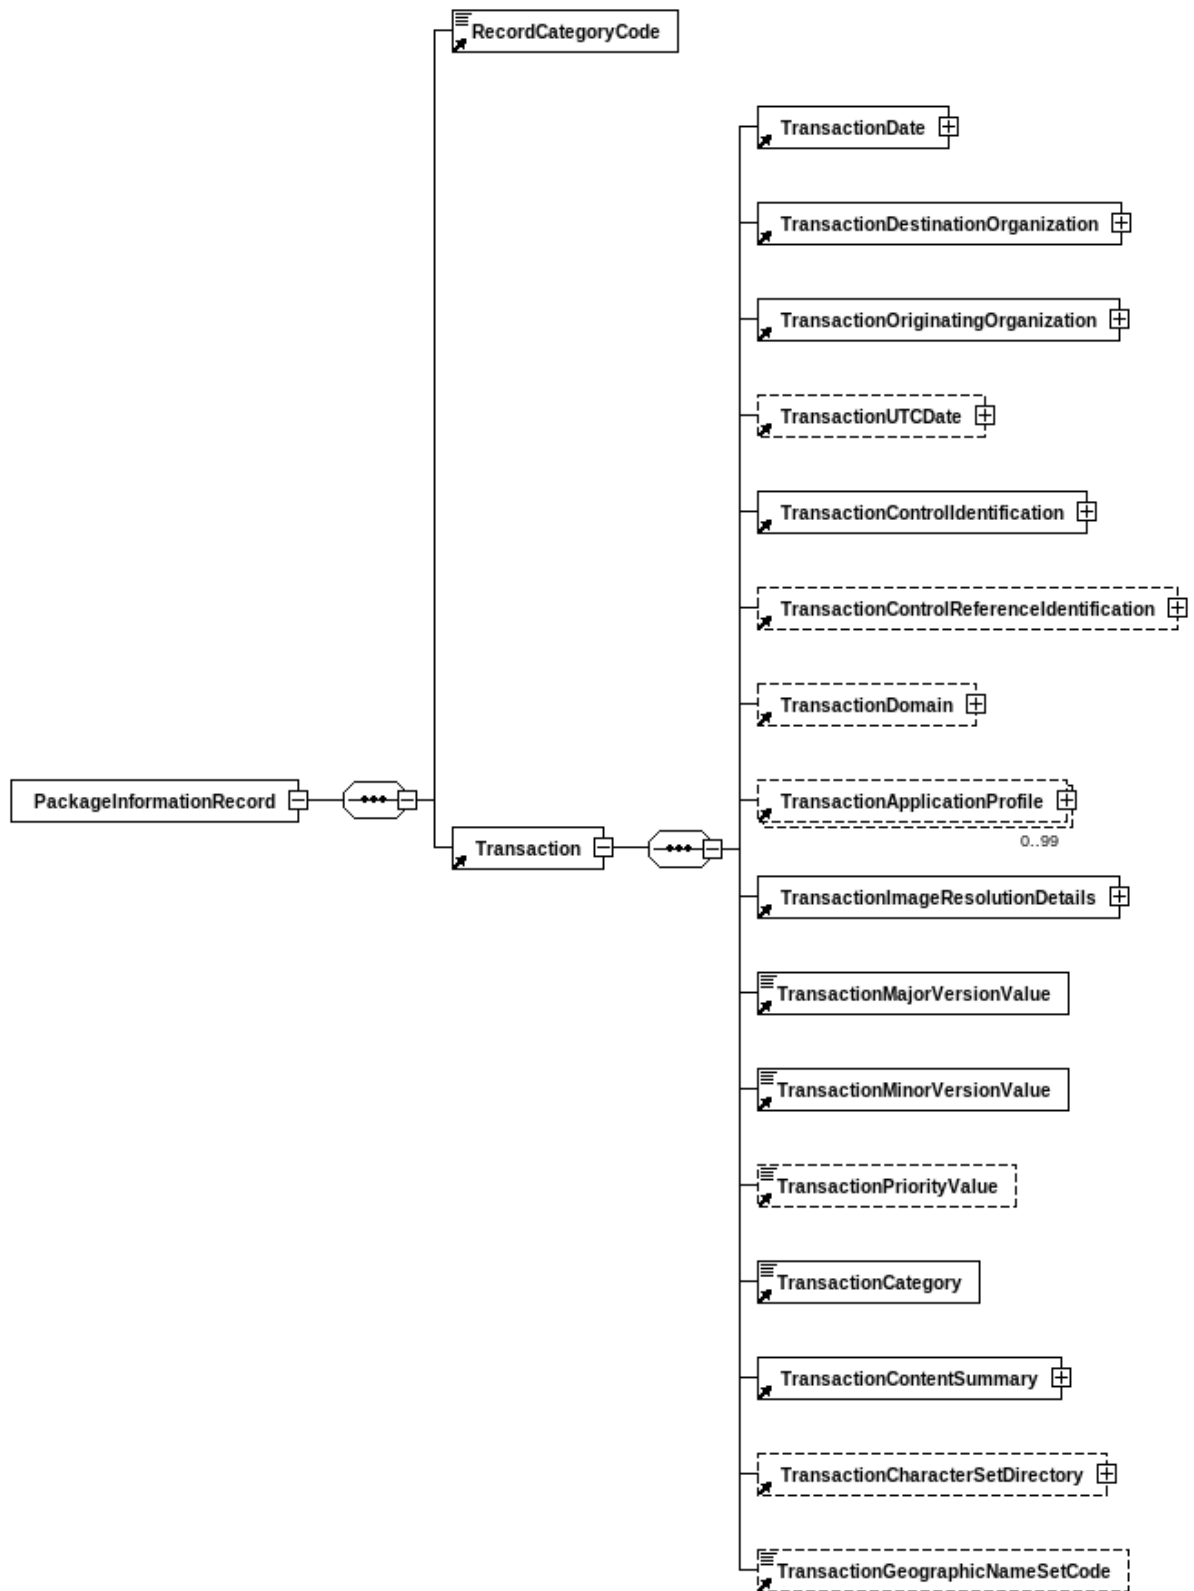 RecordCategoryCode
TransactionDate
TransactionDestinationOrganization
TransactionOriginatingOrganization
TransactionUTCDate
TransactionControlIdentification
TransactionControlReferenceIdentification
TransactionDomain
PackageInformationRecord
TransactionApplicationProfile
0..99
Transaction
TransactionImageResolutionDetails
TransactionMajorVersionValue
TransactionMinorVersionValue
TransactionPriorityValue
TransactionCategory
TransactionContentSummary
TransactionCharacterSetDirectory
TransactionGeographicNameSetCode